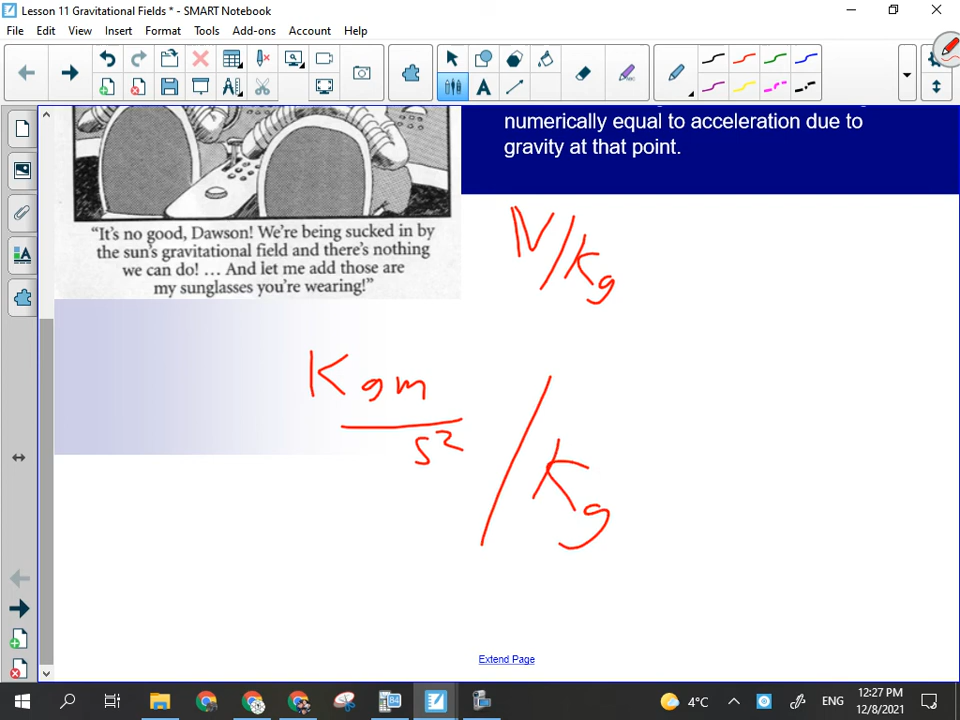 Lesson 11 Gravitational Fields * - SMART Notebook
File Edit View Insert Format Tools Add-ons Account Help
numerically equal to acceleration due to
gravity at that point.
N/Kg
"It's no good, Dawson! We're being sucked in by
the sun's gravitational field and there's nothing
we can do! … And let me add those are
my sunglasses you're wearing!"
Kg m
s²
/Kg
Extend Page
4°C
ENG
12:27 PM
12/8/2021